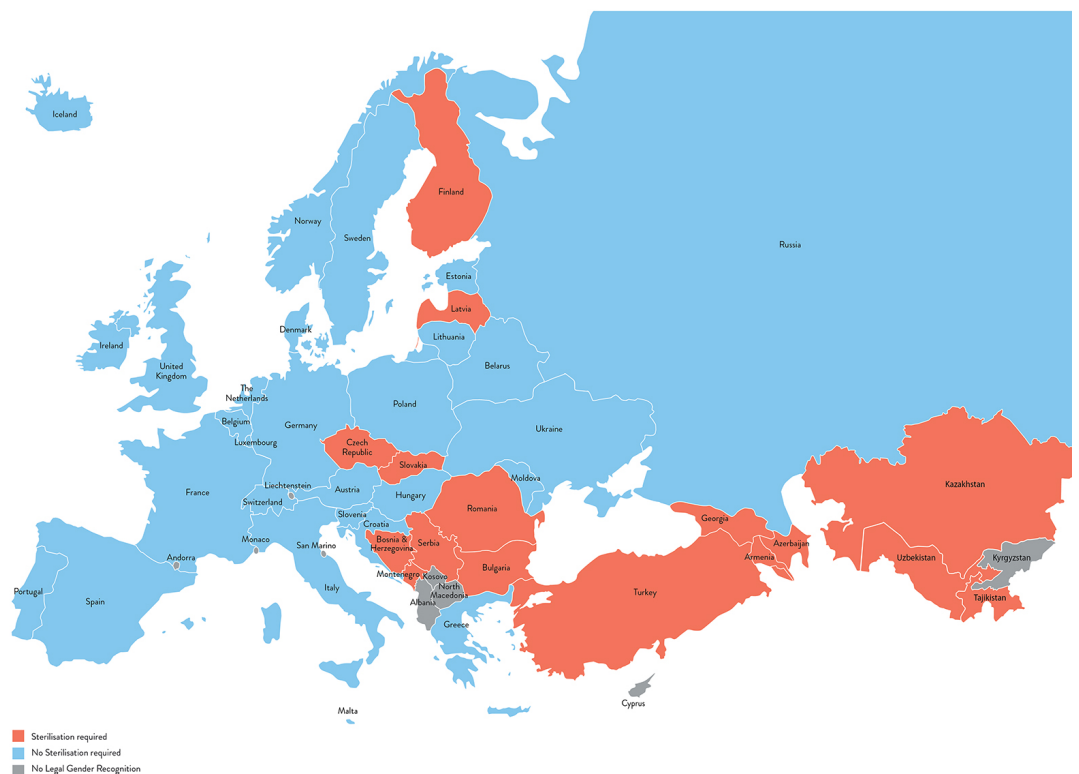 Iceland
Finland
Norway
Sweden
Russia
Estonia
Latvia
Denmark
Lithuania
Ireland
United
Kingdom
Belarus
The
Netherlands
Poland
Belgium
Germany
Ukraine
Luxembourg
Czech
Republic
Slovakia
Moldova
Kazakhstan
Liechtenstein
Austria
France
Hungary
Switzerland
Romania
Slovenia
Georgia
Croatia
Monaco
San Marino
Bosnia &
Herzegovina
Serbia
Azerbaijan
Armenia
Uzbekistan
Kyrgyzstan
Andorra
Bulgaria
Montenegro
Kosovo
North
Macedonia
Italy
Portugal
Spain
Albania
Turkey
Tajikistan
Greece
Cyprus
Malta
Sterilisation required
No Sterilisation required
No Legal Gender Recognition